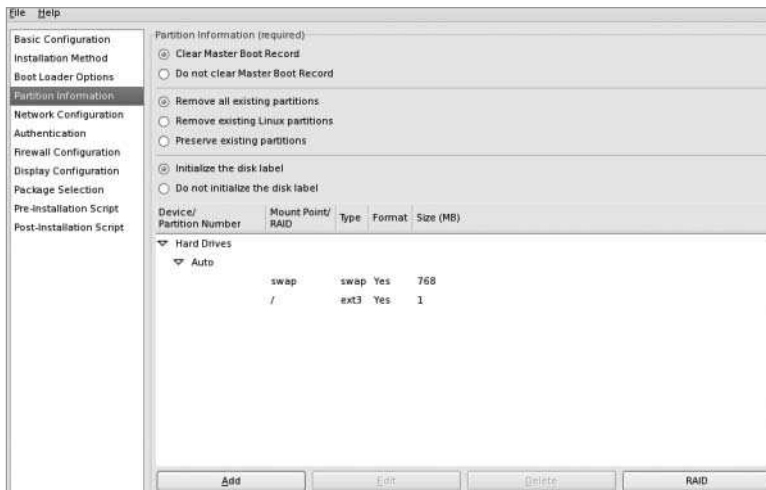 File Help
Basic Configuration
Installation Method
Boot Loader Options
Partition Information
Network Configuration
Authentication
Firewall Configuration
Display Configuration
Package Selection
Pre-Installation Script
Post-Installation Script
Partition Information (required)
Clear Master Boot Record
Do not clear Master Boot Record
Remove all existing partitions
Remove existing Linux partitions
Preserve existing partitions
Initialize the disk label
Do not initialize the disk label
Device/
Partition Number
Mount Point/
RAID
Type Format Size (MB)
Hard Drives
Auto
swap swap Yes 768
/ ext3 Yes 1
Add Edit Delete RAID